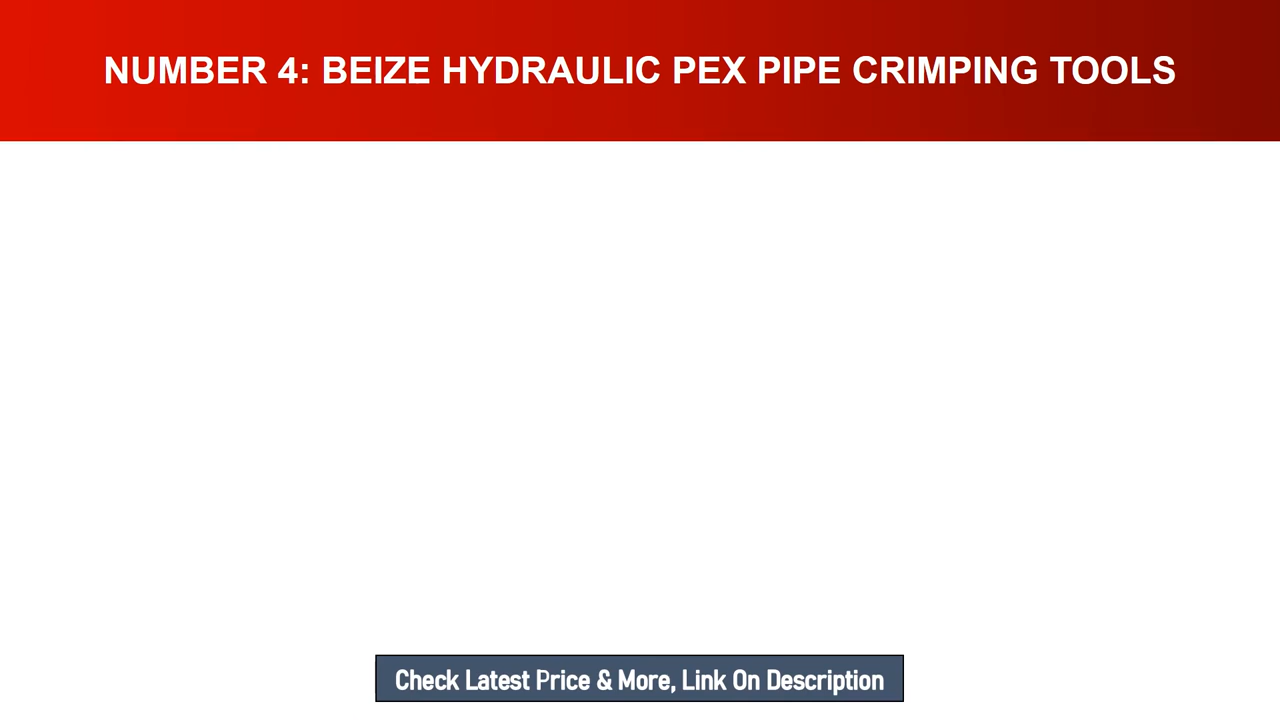 NUMBER 4: BEIZE HYDRAULIC PEX PIPE CRIMPING TOOLS
Check Latest Price & More, Link On Description